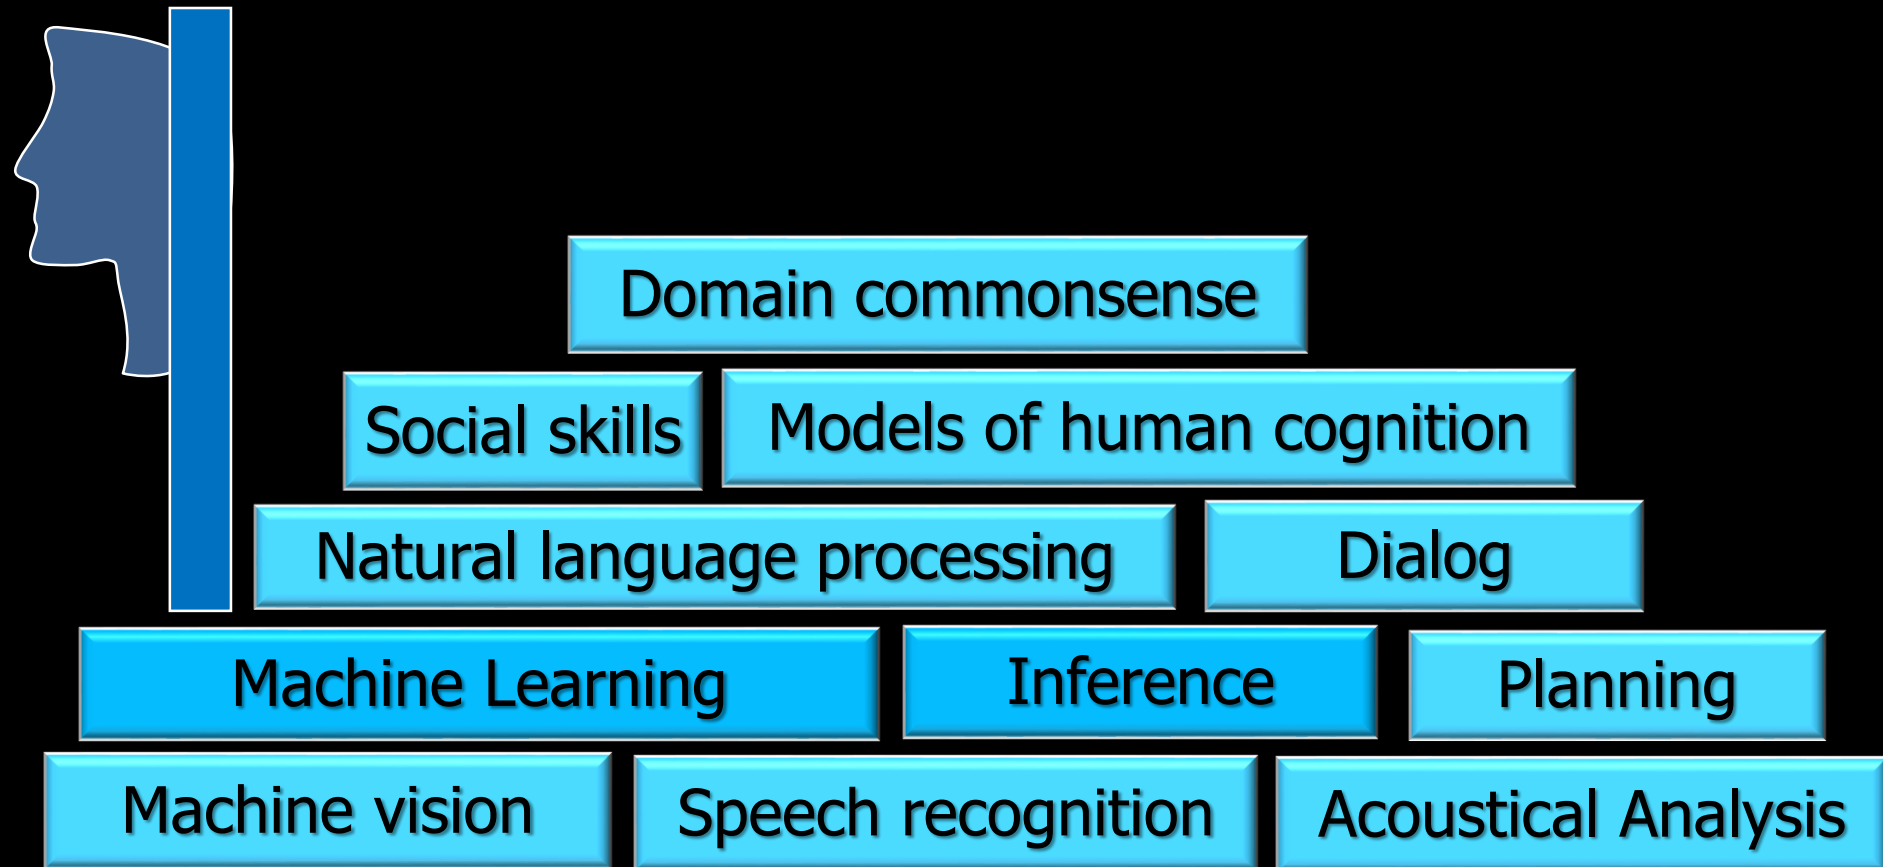 Domain commonsense
Social skills
Models of human cognition
Natural language processing
Dialog
Machine Learning
Inference
Planning
Machine vision
Speech recognition
Acoustical Analysis